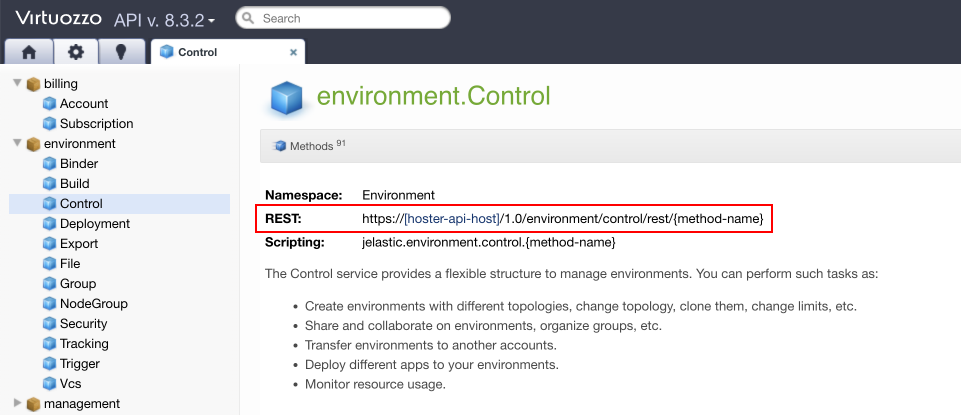 Virtuozzo API v. 8.3.2
Search
Control
billing
Account
Subscription
environment
Binder
Build
Control
Deployment
Export
File
Group
NodeGroup
Security
Tracking
Trigger
Vcs
management
environment.Control
Methods 91
Namespace: Environment
REST: https://[hoster-api-host]/1.0/environment/control/rest/{method-name}
Scripting: jelastic.environment.control.{method-name}
The Control service provides a flexible structure to manage environments. You can perform such tasks as:
• Create environments with different topologies, change topology, clone them, change limits, etc.
• Share and collaborate on environments, organize groups, etc.
• Transfer environments to another accounts.
• Deploy different apps to your environments.
• Monitor resource usage.